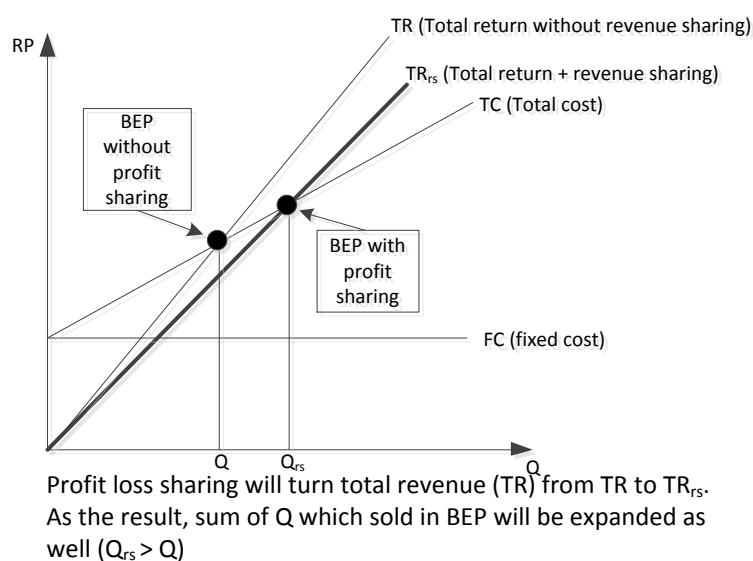 RP
TR (Total return without revenue sharing)
TRrs (Total return + revenue sharing)
TC (Total cost)
BEP
without
profit
sharing
BEP with
profit
sharing
FC (fixed cost)
Q
Qrs
Q
Profit loss sharing will turn total revenue (TR) from TR to TRrs.
As the result, sum of Q which sold in BEP will be expanded as
well (Qrs > Q)